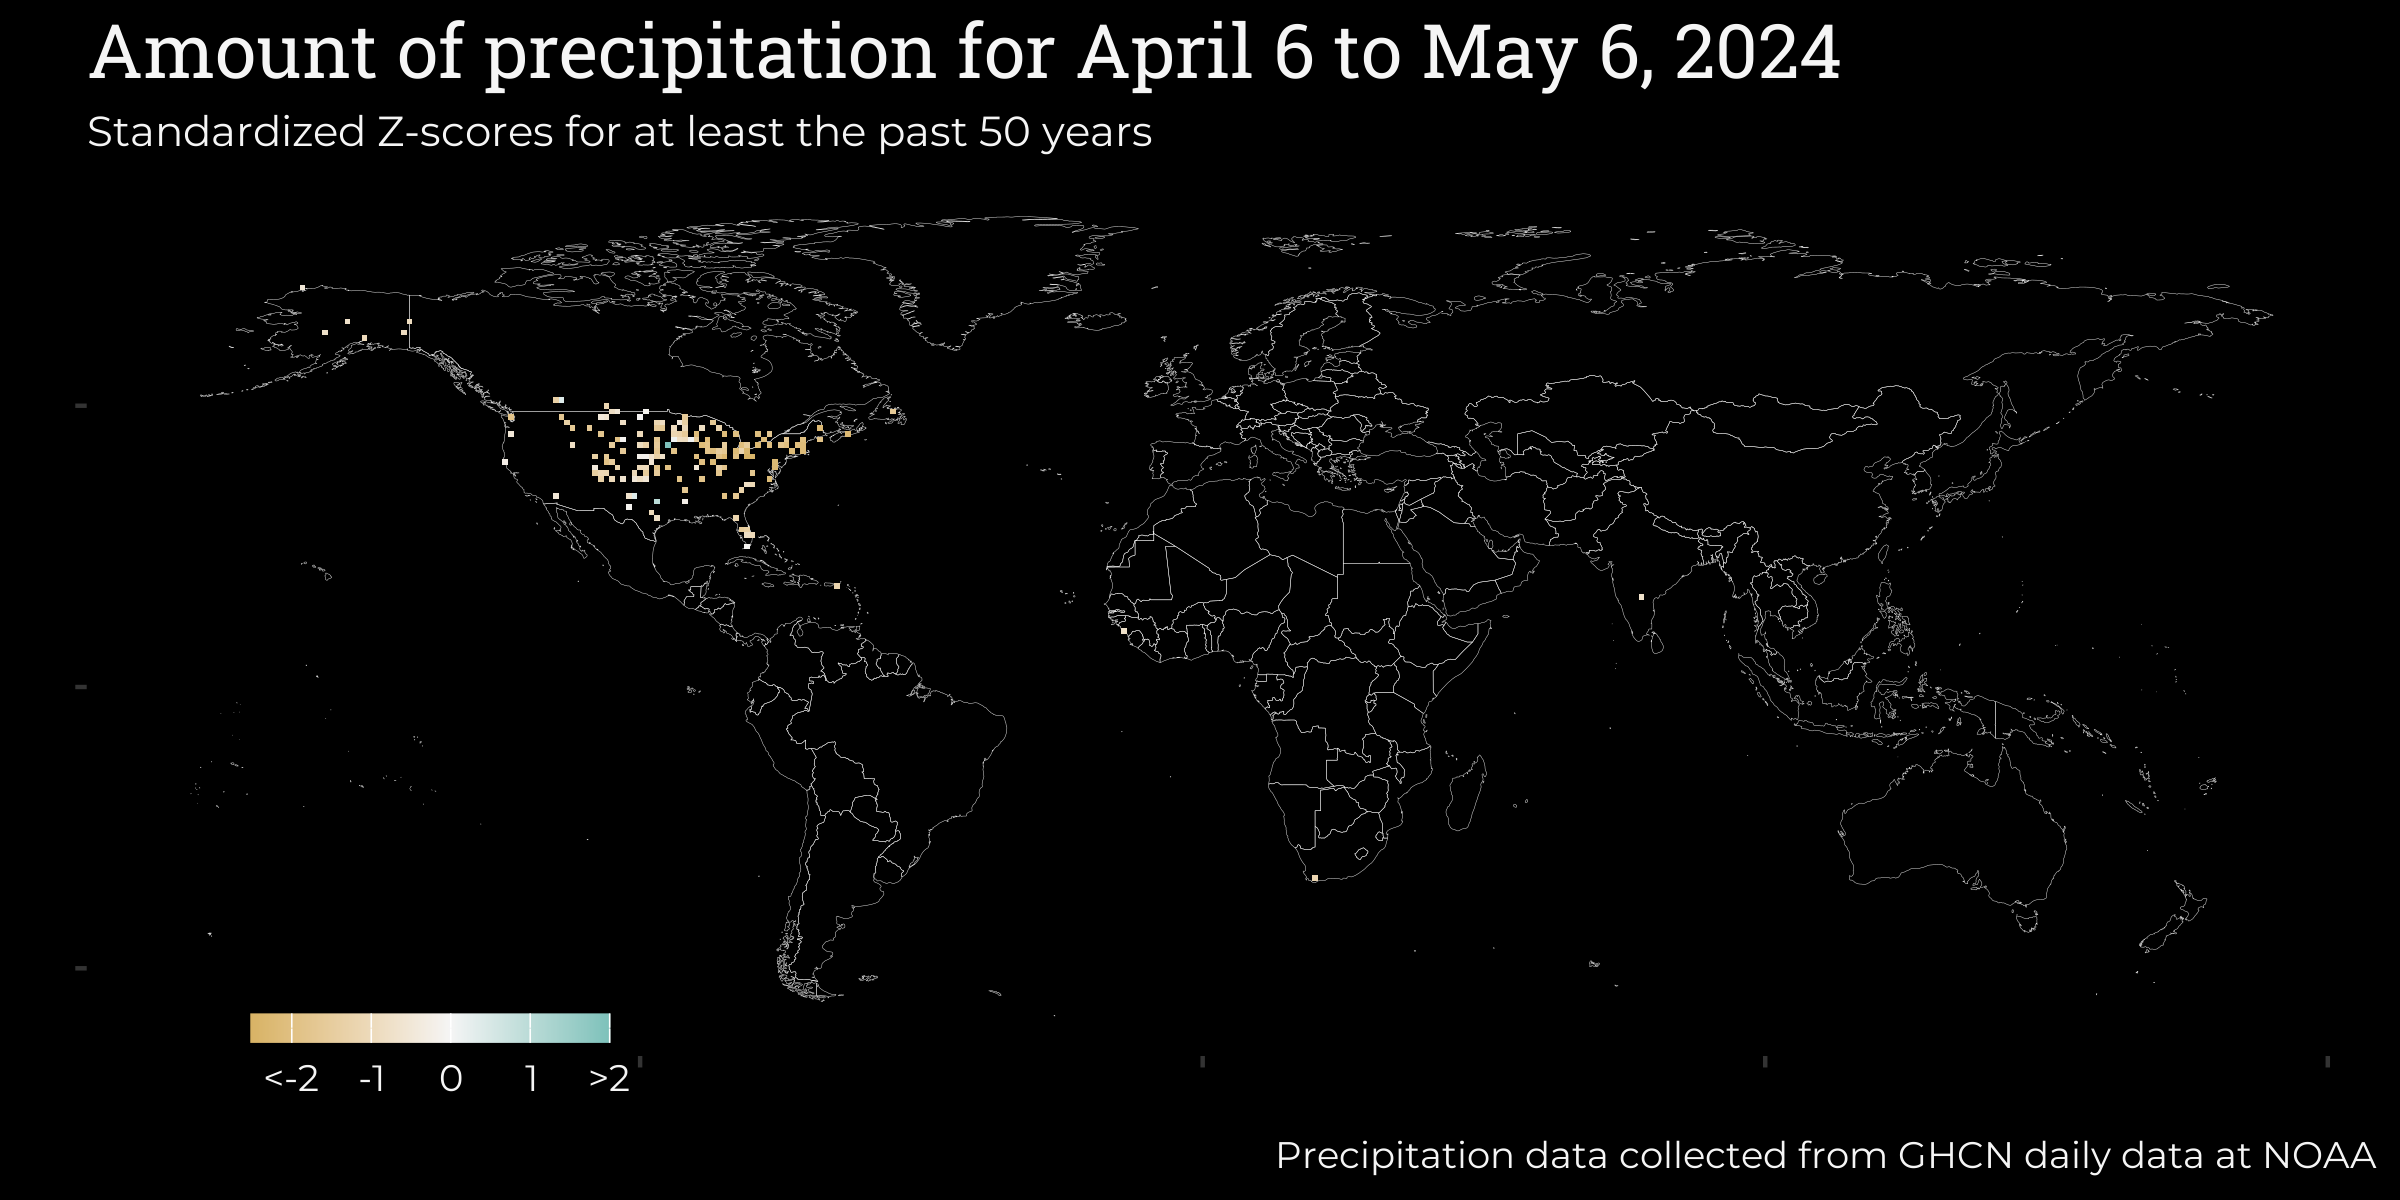 Amount of precipitation for April 6 to May 6, 2024
Standardized Z-scores for at least the past 50 years
<-2 -1 0 1 >2
Precipitation data collected from GHCN daily data at NOAA